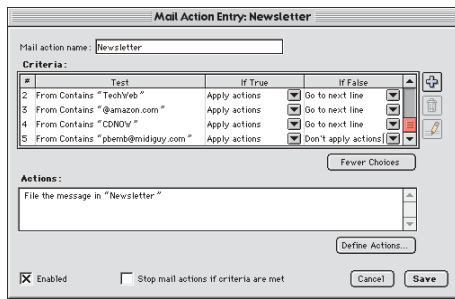 Mail Action Entry: Newsletter
Mail action name: Newsletter
Criteria:
# Test If True If False
2 From Contains "TechWeb" Apply actions Go to next line
3 From Contains "@amazon.com" Apply actions Go to next line
4 From Contains "CDNOW" Apply actions Go to next line
5 From Contains "pbemb@midiguy.com" Apply actions Don't apply actions
Fewer Choices
Actions:
File the message in "Newsletter"
Define Actions...
Enabled Stop mail actions if criteria are met Cancel Save